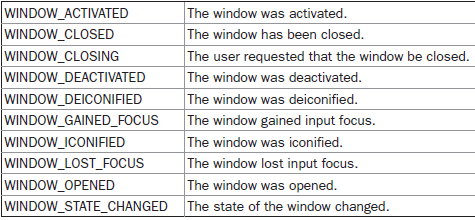 WINDOW_ACTIVATED The window was activated.
WINDOW_CLOSED The window has been closed.
WINDOW_CLOSING The user requested that the window be closed.
WINDOW_DEACTIVATED The window was deactivated.
WINDOW_DEICONIFIED The window was deiconified.
WINDOW_GAINED_FOCUS The window gained input focus.
WINDOW_ICONIFIED The window was iconified.
WINDOW_LOST_FOCUS The window lost input focus.
WINDOW_OPENED The window was opened.
WINDOW_STATE_CHANGED The state of the window changed.